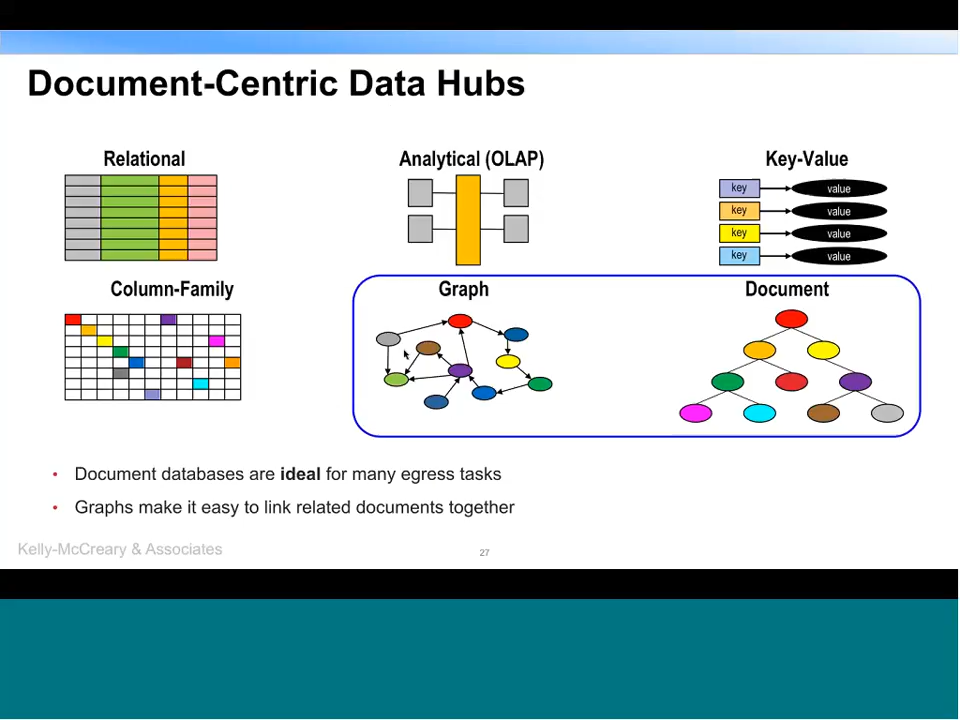 Document-Centric Data Hubs
Relational
Analytical (OLAP)
Key-Value
key value
key value
key value
key value
Column-Family
Graph
Document
• Document databases are ideal for many egress tasks
• Graphs make it easy to link related documents together
Kelly-McCreary & Associates
27